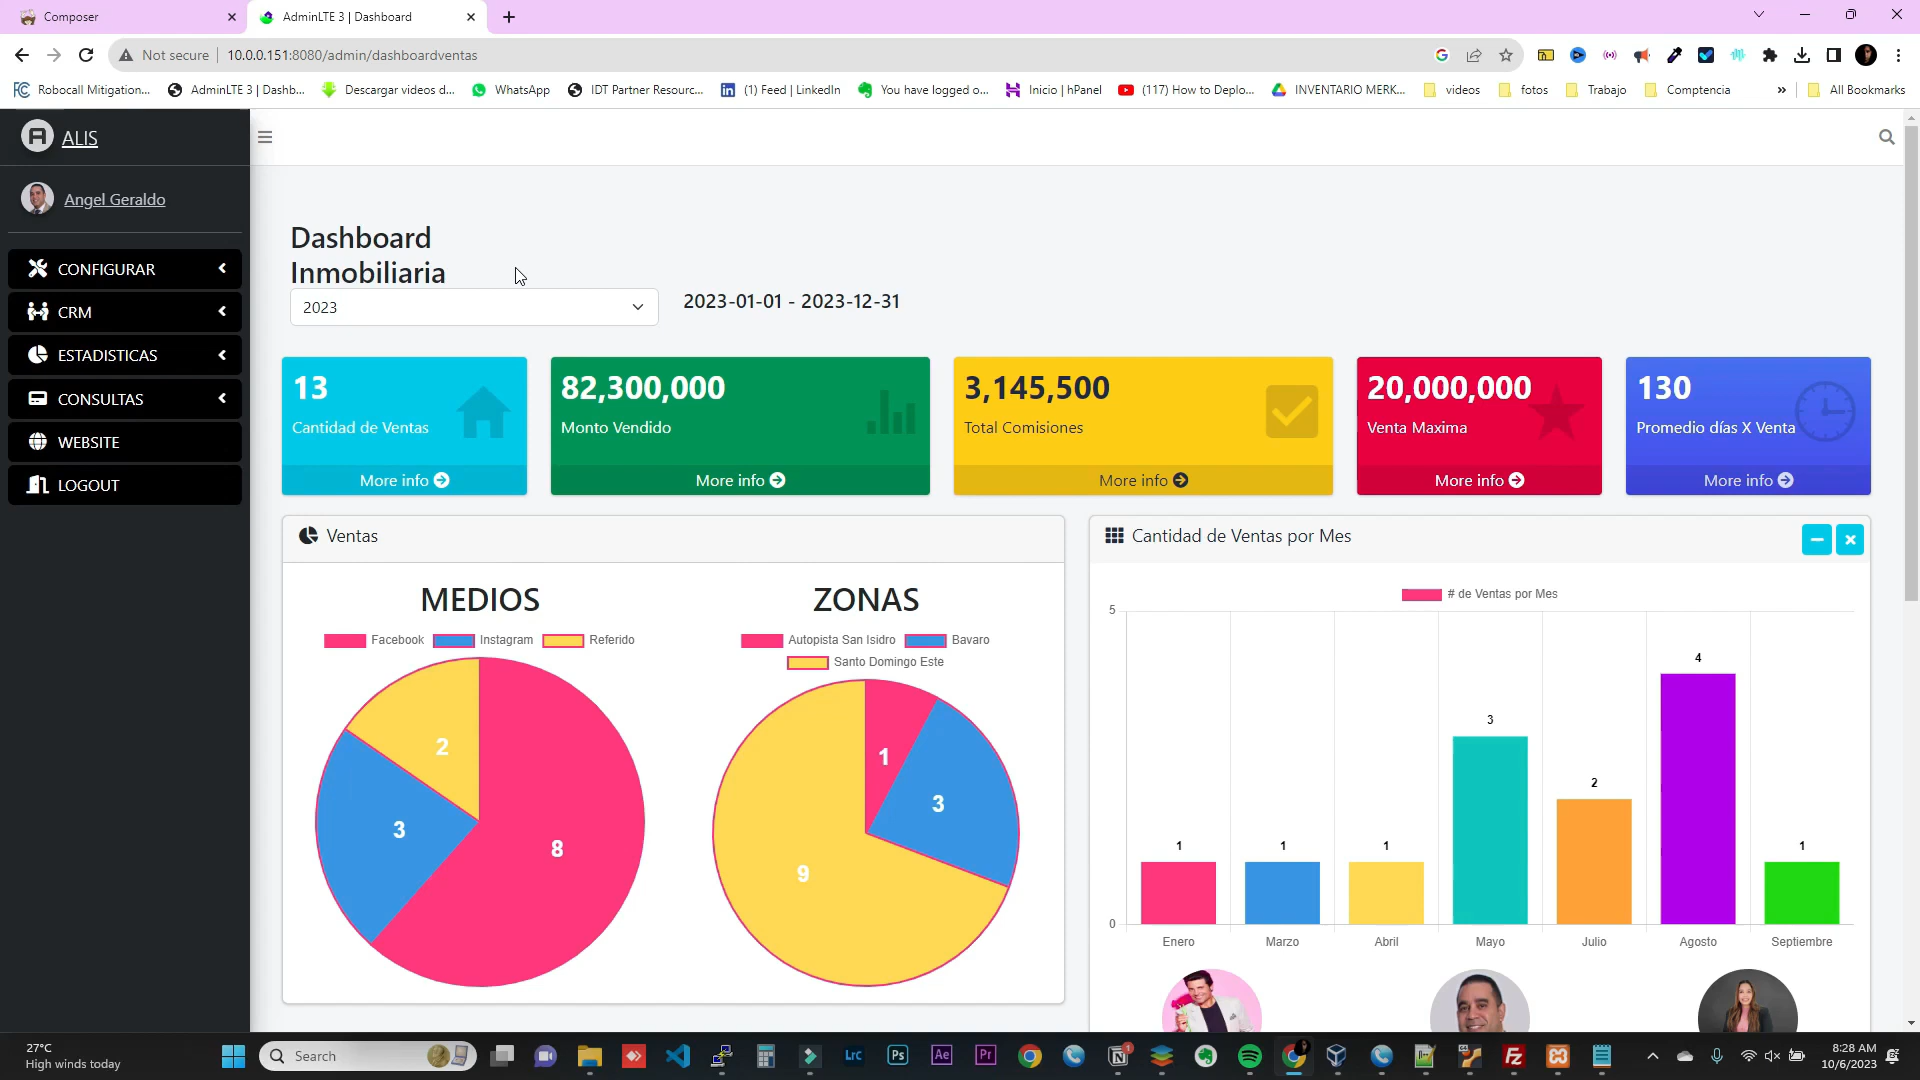 Composer
AdminLTE 3 | Dashboard
Not secure
10.0.0.151:8080/admin/dashboardventas
Robocall Mitigation...
AdminLTE 3 | Dashb...
Descargar videos d...
WhatsApp
IDT Partner Resourc...
(1) Feed | LinkedIn
You have logged o...
Inicio | hPanel
(117) How to Deplo...
INVENTARIO MERK...
videos
fotos
Trabajo
Comptencia
»
All Bookmarks
ALIS
Angel Geraldo
CONFIGURAR
CRM
ESTADISTICAS
CONSULTAS
WEBSITE
LOGOUT
Dashboard
Inmobiliaria
2023
2023-01-01 - 2023-12-31
13
Cantidad de Ventas
More info
82,300,000
Monto Vendido
More info
3,145,500
Total Comisiones
More info
20,000,000
Venta Maxima
More info
130
Promedio días X Venta
More info
Ventas
MEDIOS
Facebook
Instagram
Referido
2
3
8
ZONAS
Autopista San Isidro
Bavaro
Santo Domingo Este
1
3
9
Cantidad de Ventas por Mes
# de Ventas por Mes
5
0
1
1
1
3
2
4
1
Enero
Marzo
Abril
Mayo
Julio
Agosto
Septiembre
27°C
High winds today
Search
Lrc
Ps
Ae
Pr
1
Fz
8:28 AM
10/6/2023